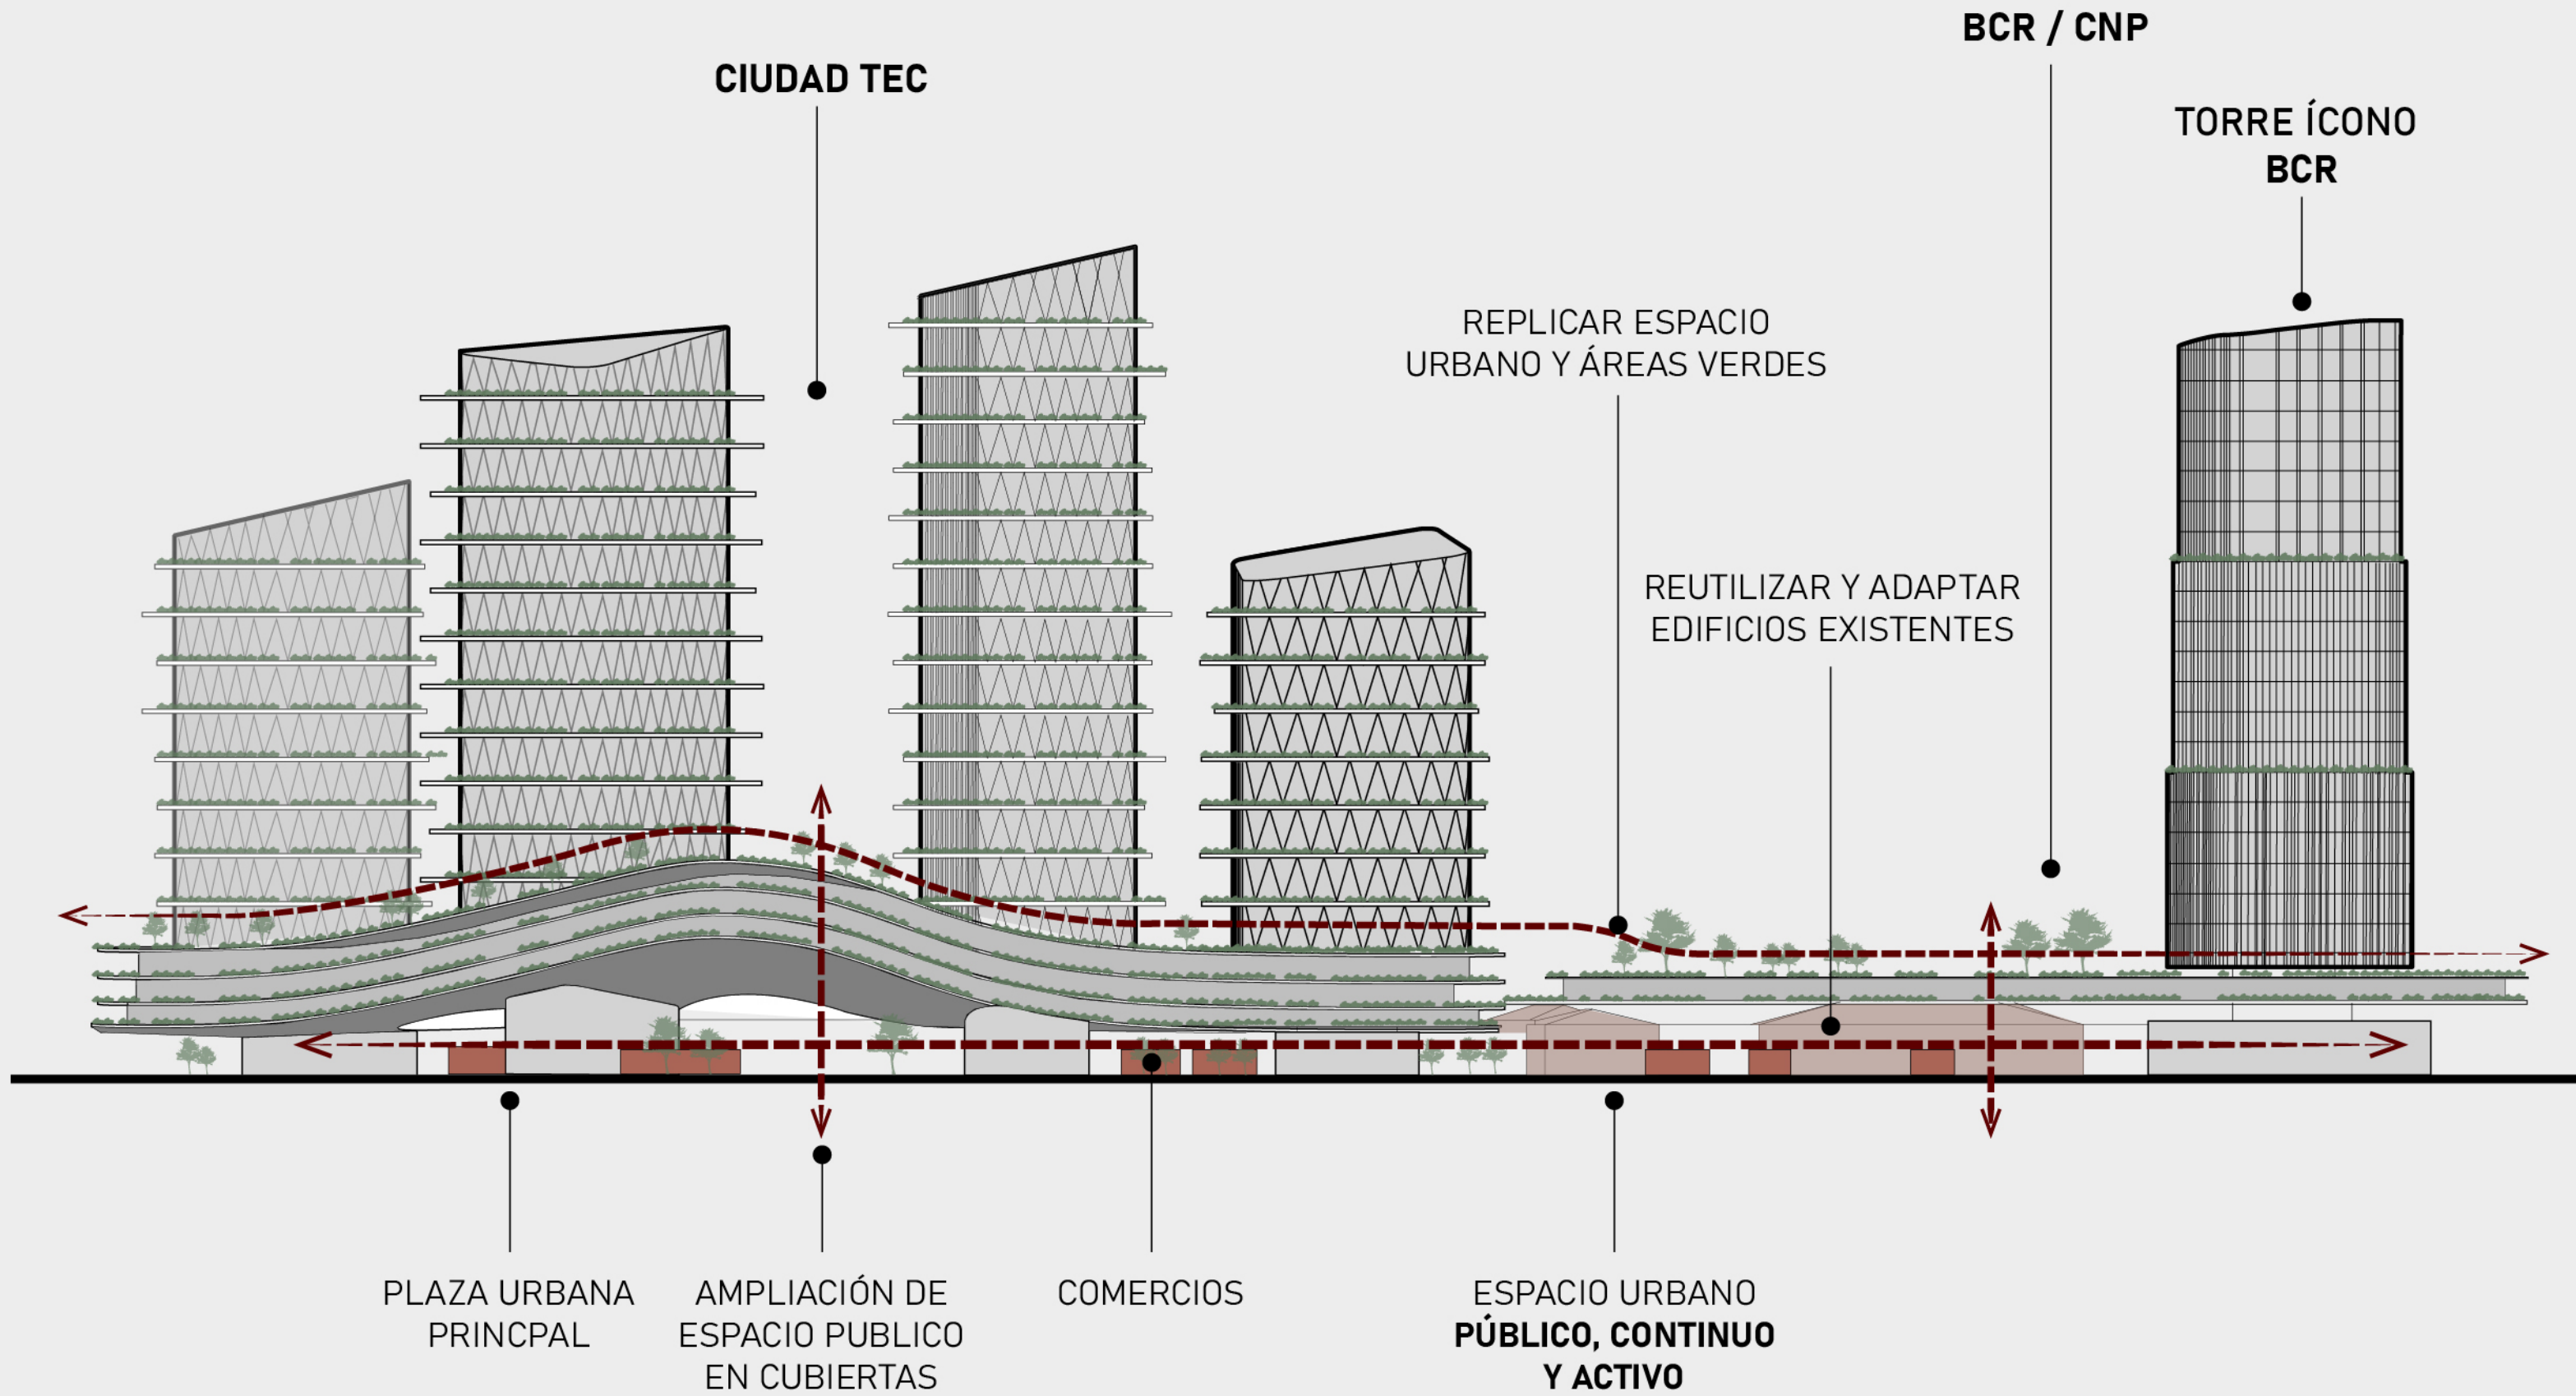 BCR / CNP
CIUDAD TEC
TORRE ÍCONO
BCR
REPLICAR ESPACIO
URBANO Y ÁREAS VERDES
REUTILIZAR Y ADAPTAR
EDIFICIOS EXISTENTES
PLAZA URBANA
PRINCPAL
AMPLIACIÓN DE
ESPACIO PUBLICO
EN CUBIERTAS
COMERCIOS
ESPACIO URBANO
PÚBLICO, CONTINUO
Y ACTIVO